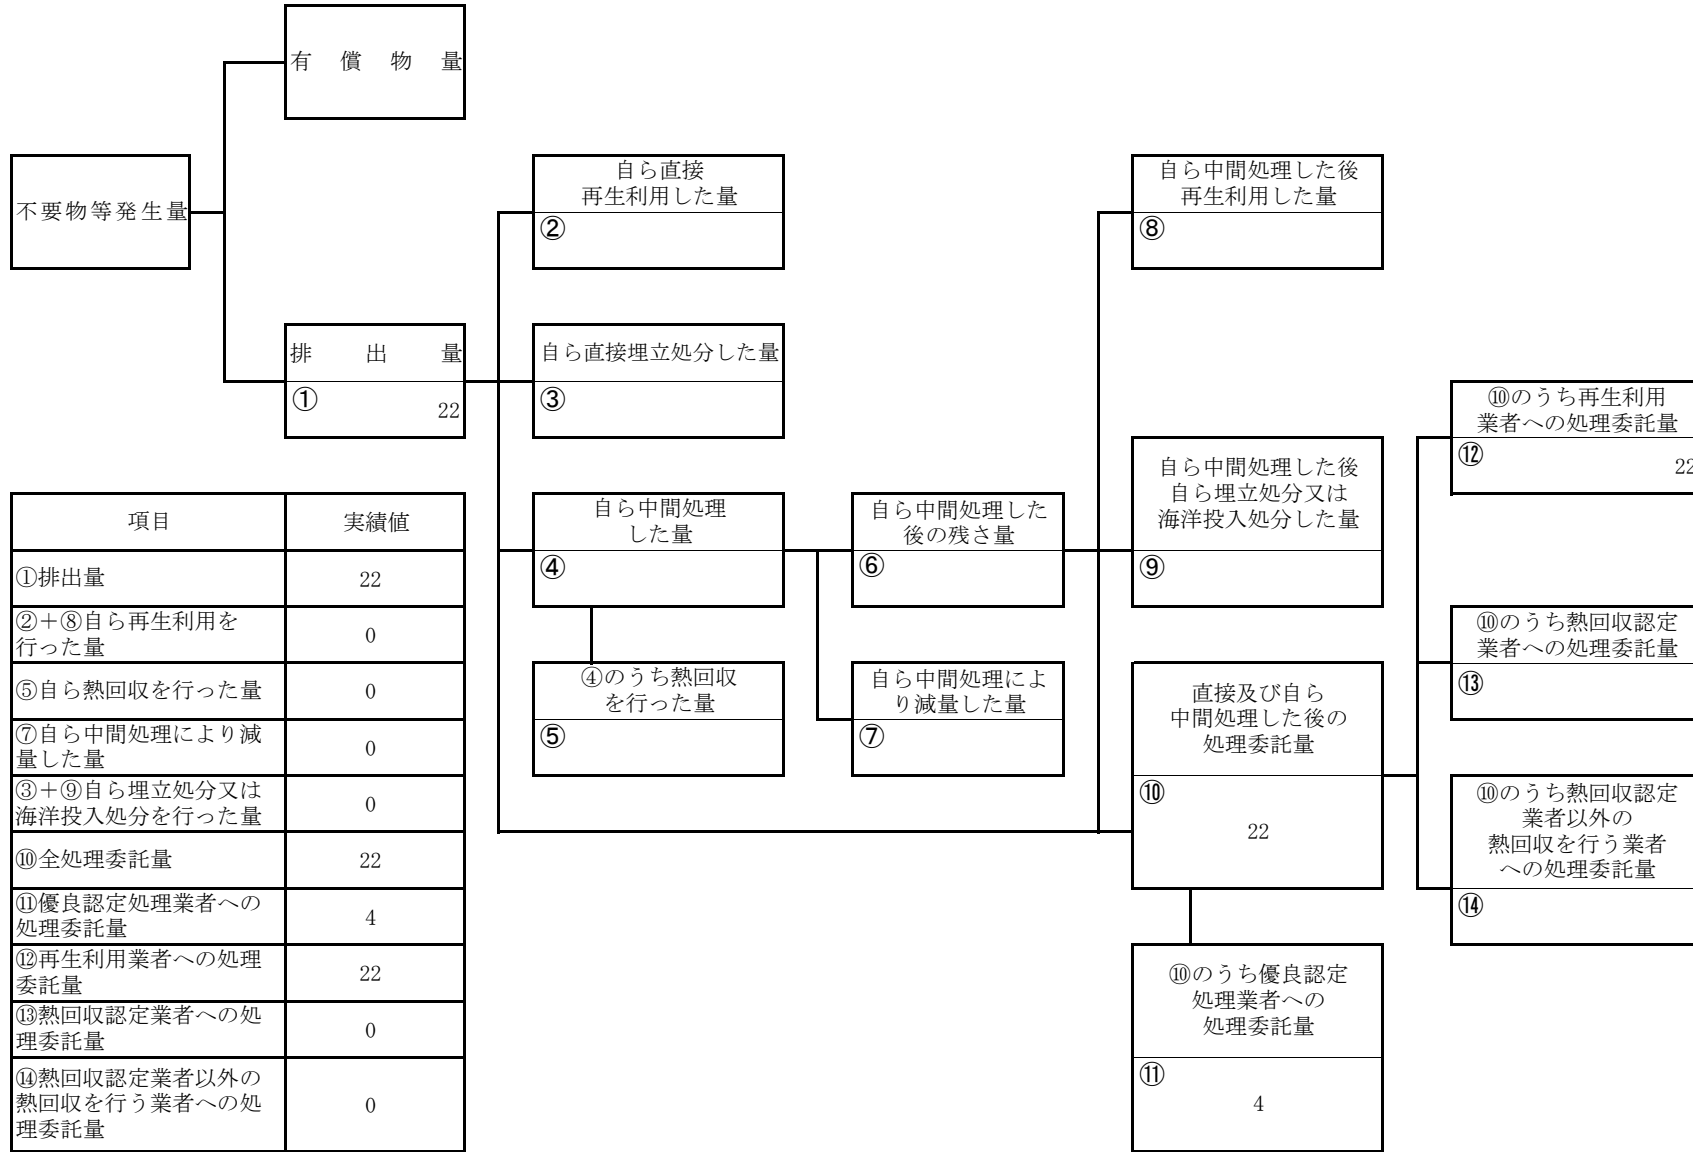 有償物量
不要物等発生量
自ら直接
再生利用した量
②
自ら中間処理した後
再生利用した量
⑧
排出量
①
22
自ら直接埋立処分した量
③
⑩のうち再生利用
業者への処理委託量
⑫
22
自ら中間処理
した量
④
自ら中間処理した
後の残さ量
⑥
自ら中間処理した後
自ら埋立処分又は
海洋投入処分した量
⑨
④のうち熱回収
を行った量
⑤
自ら中間処理によ
り減量した量
⑦
直接及び自ら
中間処理した後の
処理委託量
⑩
22
⑩のうち熱回収認定
業者への処理委託量
⑬
⑩のうち熱回収認定
業者以外の
熱回収を行う業者
への処理委託量
⑭
⑩のうち優良認定
処理業者への
処理委託量
⑪
4
項目 実績値
①排出量 22
②+⑧自ら再生利用を
行った量 0
⑤自ら熱回収を行った量 0
⑦自ら中間処理により減
量した量 0
③+⑨自ら埋立処分又は
海洋投入処分を行った量 0
⑩全処理委託量 22
⑪優良認定処理業者への
処理委託量 4
⑫再生利用業者への処理
委託量 22
⑬熱回収認定業者への処
理委託量 0
⑭熱回収認定業者以外の
熱回収を行う業者への処
理委託量 0